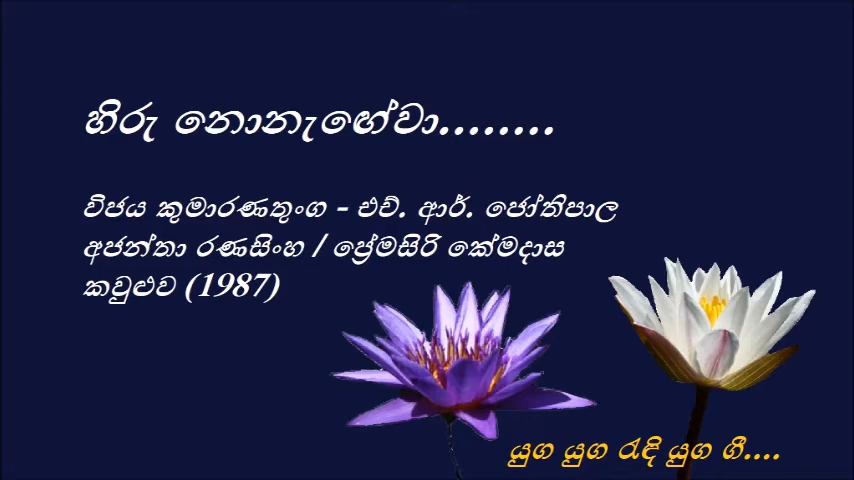 හිරු නොනැඟේවා........
විජය කුමාරණතුංග - එච්. ආර්. ජෝතිපාල
අජන්තා රණසිංහ / ප්‍රේමසිරි කේමදාස
කවුළුව (1987)
යුග යුග රැඳි යුග ගී....